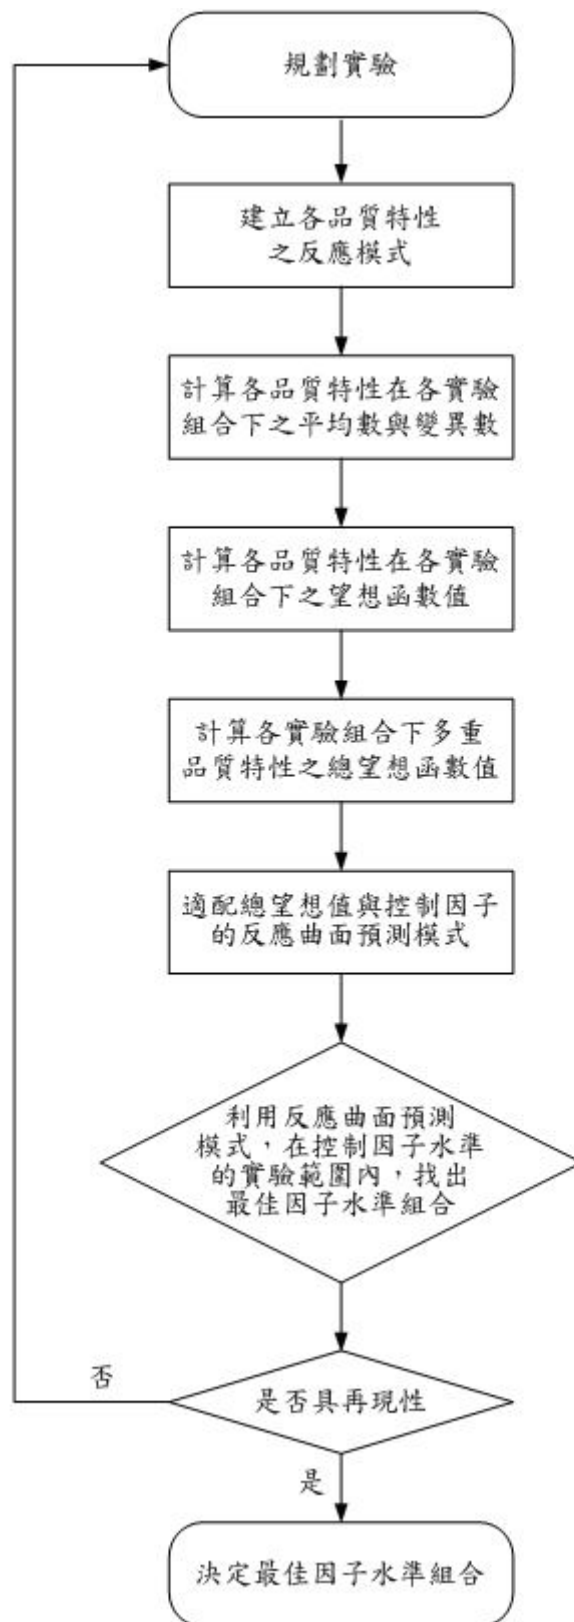 規劃實驗
建立各品質特性
之反應模式
計算各品質特性在各實驗
組合下之平均數與變異數
計算各品質特性在各實驗
組合下之望想函數值
計算各實驗組合下多重
品質特性之總望想函數值
適配總望想值與控制因子
的反應曲面預測模式
利用反應曲面預測
模式，在控制因子水準
的實驗範圍內，找出
最佳因子水準組合
否
是否具再現性
是
決定最佳因子水準組合